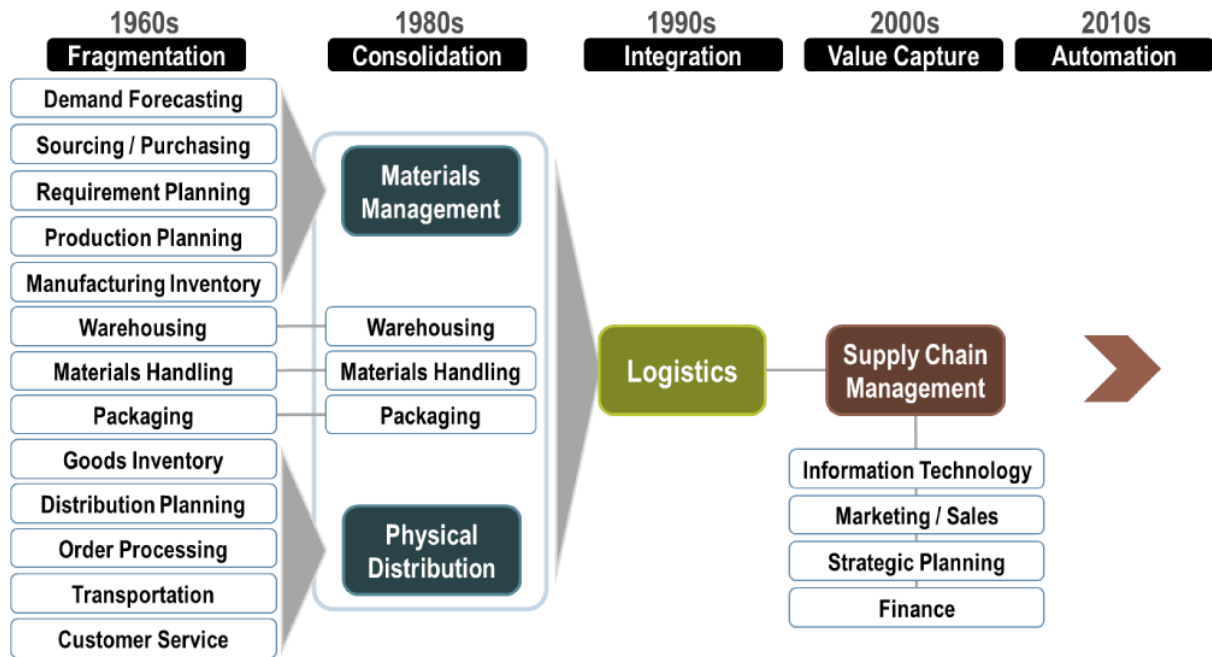 1960s
Fragmentation
Demand Forecasting
Sourcing / Purchasing
Requirement Planning
Production Planning
Manufacturing Inventory
Warehousing
Materials Handling
Packaging
Goods Inventory
Distribution Planning
Order Processing
Transportation
Customer Service
1980s
Consolidation
Materials
Management
Warehousing
Materials Handling
Packaging
Physical
Distribution
1990s
Integration
Logistics
2000s
Value Capture
Supply Chain
Management
Information Technology
Marketing / Sales
Strategic Planning
Finance
2010s
Automation